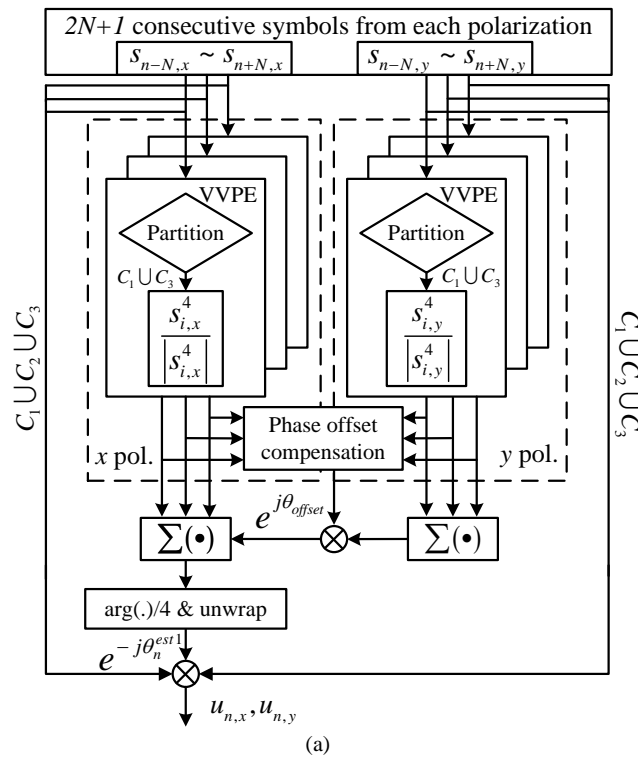 2N+1 consecutive symbols from each polarization
s_{n-N,x} ~ s_{n+N,x}
s_{n-N,y} ~ s_{n+N,y}
VVPE
Partition
C_1 ∪ C_3
s_{i,x}^4
|s_{i,x}^4|
VVPE
Partition
C_1 ∪ C_3
s_{i,y}^4
|s_{i,y}^4|
C_1 ∪ C_2 ∪ C_3
C_1 ∪ C_2 ∪ C_3
Phase offset
compensation
x pol.
y pol.
e^{jθ_{offset}}
∑(•)
∑(•)
arg(.)/4 & unwrap
e^{-jθ_n^{est1}}
u_{n,x}, u_{n,y}
(a)